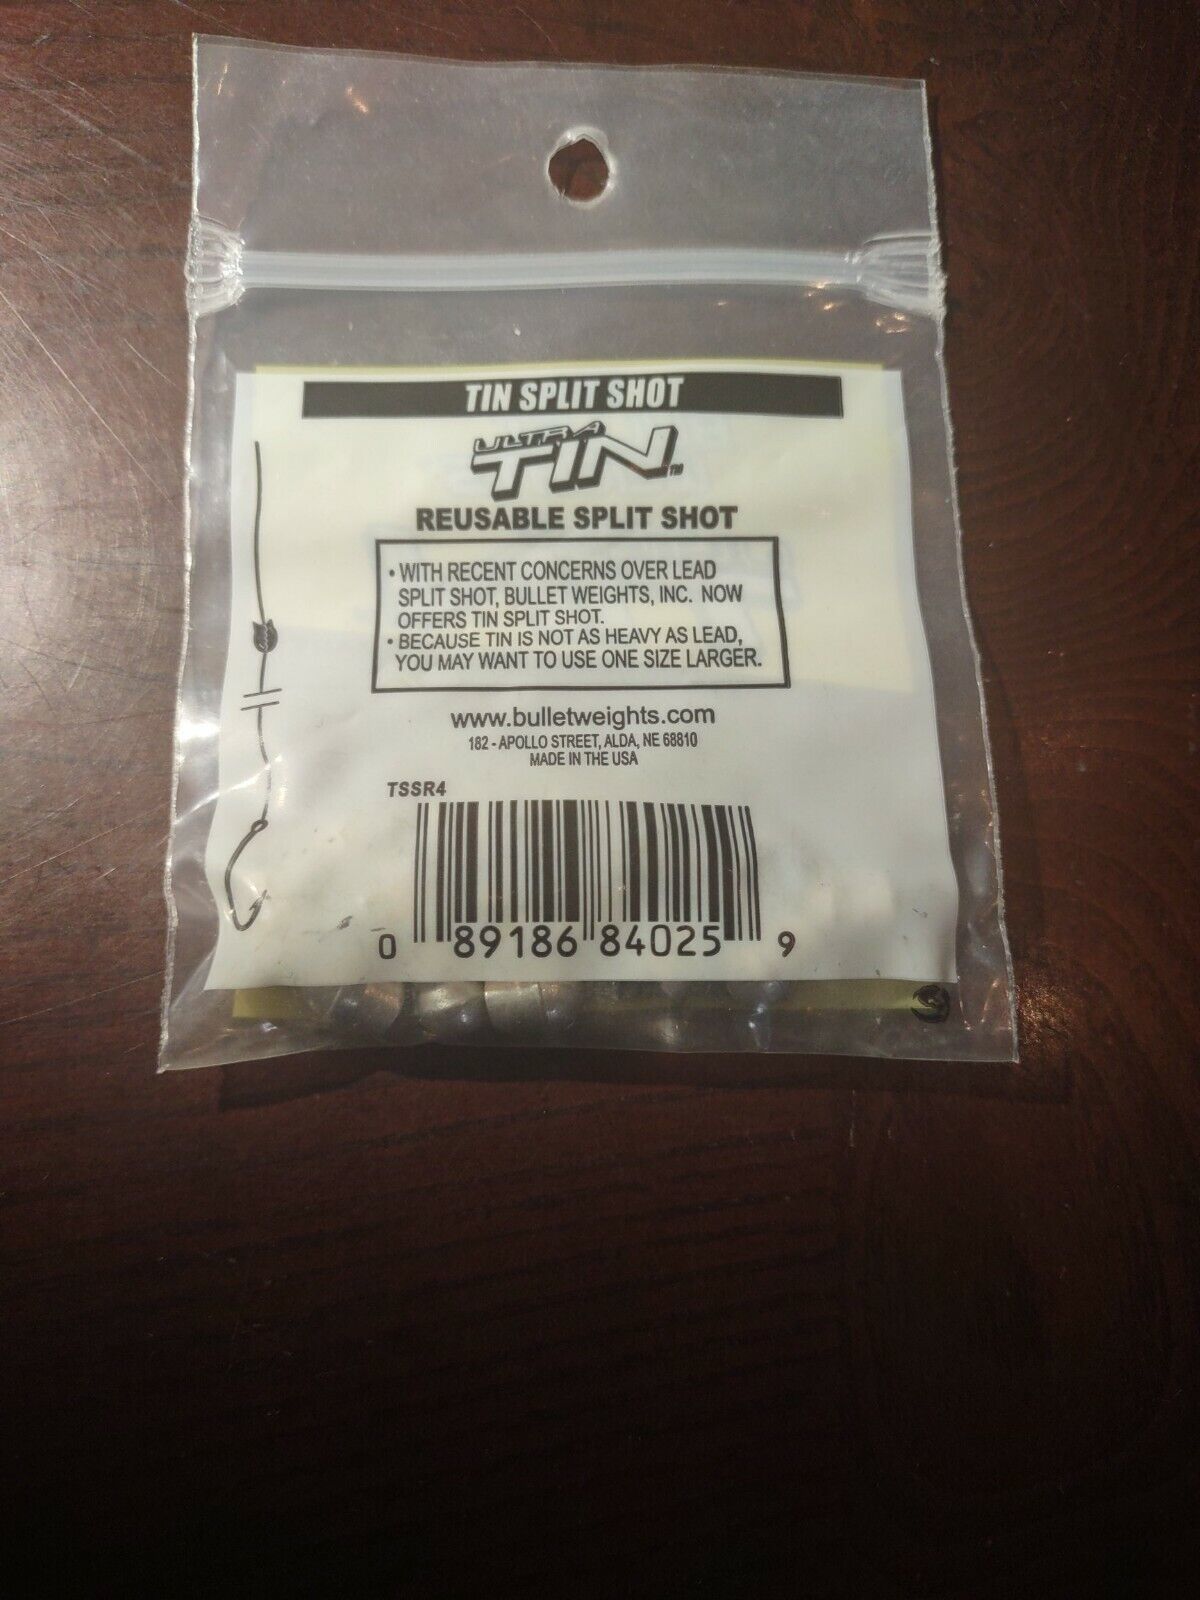 TIN SPLIT SHOT
ULTRA
TIN™
REUSABLE SPLIT SHOT
• WITH RECENT CONCERNS OVER LEAD
SPLIT SHOT, BULLET WEIGHTS, INC. NOW
OFFERS TIN SPLIT SHOT.
• BECAUSE TIN IS NOT AS HEAVY AS LEAD,
YOU MAY WANT TO USE ONE SIZE LARGER.
www.bulletweights.com
182 - APOLLO STREET, ALDA, NE 68810
MADE IN THE USA
TSSR4
0 89186 84025 9